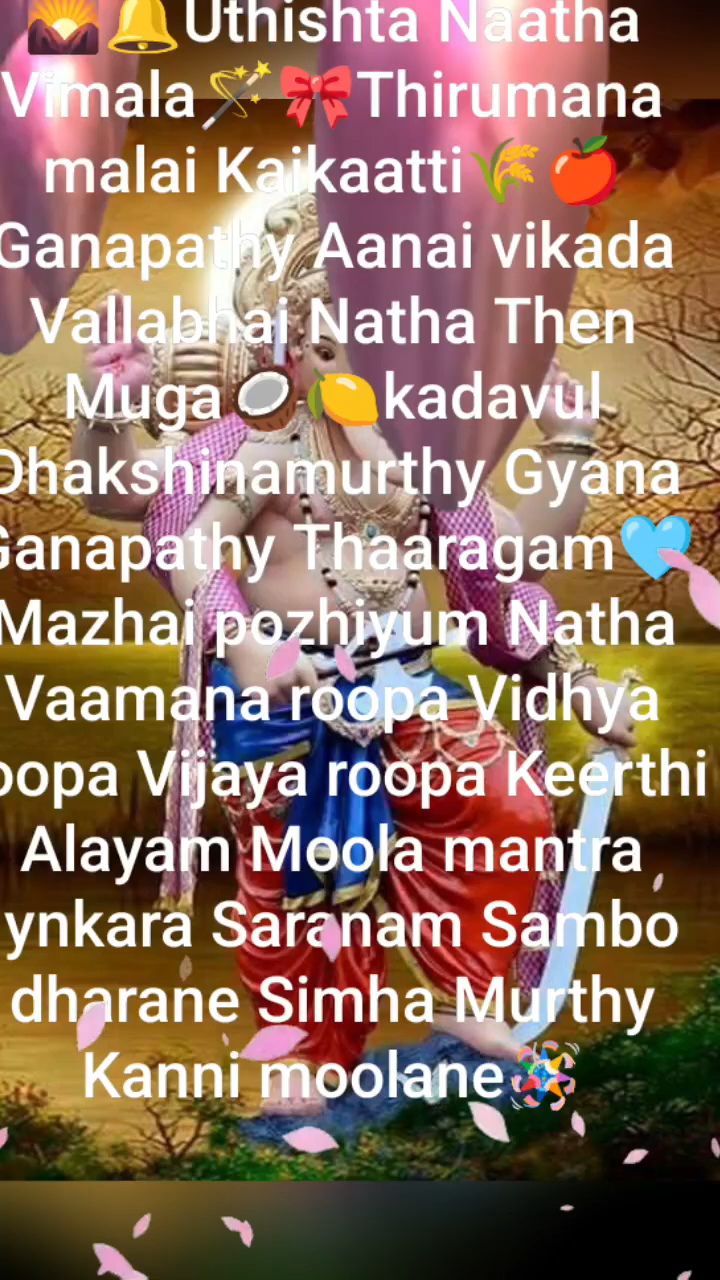 🌄🔔Uthishta Naatha
Vimala🪄🎀Thirumana
malai Kaikaatti🌾🍎
Ganapathy Aanai vikada
Vallabhai Natha Then
Muga🥥🍋kadavul
Dhakshinamurthy Gyana
Ganapathy Thaaragam🩵
Mazhai pozhiyum Natha
Vaamana roopa Vidhya
oopa Vijaya roopa Keerthi
Alayam Moola mantra
ynkara Saranam Sambo
dharane Simha Murthy
Kanni moolane🪅